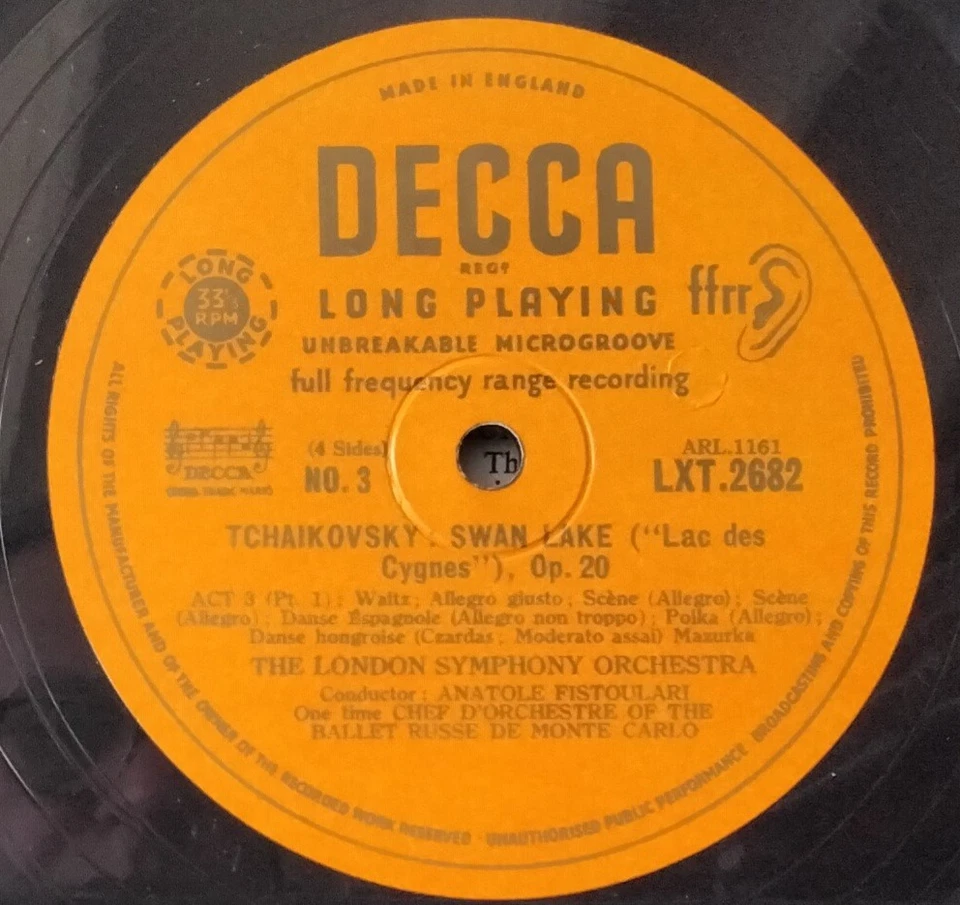 MADE IN ENGLAND
DECCA
REGD
LONG PLAYING
UNBREAKABLE MICROGROOVE
full frequency range recording
LONG
33⅓
RPM
PLAYING
ffrr
DECCA
(4 Sides)
NO. 3
ARL.1161
LXT.2682
Th
TCHAIKOVSKY: SWAN LAKE ("Lac des
Cygnes"), Op. 20
ACT 3 (Pt. 1): Waltz; Allegro giusto; Scène (Allegro); Scène
(Allegro); Danse Espagnole (Allegro non troppo); Polka (Allegro);
Danse hongroise (Czardas; Moderato assai) Mazurka
THE LONDON SYMPHONY ORCHESTRA
Conductor: ANATOLE FISTOULARI
One time CHEF D'ORCHESTRE OF THE
BALLET RUSSE DE MONTE CARLO
ALL RIGHTS OF THE MANUFACTURER AND OF THE OWNER OF THE RECORDED WORK RESERVED · UNAUTHORISED PUBLIC PERFORMANCE BROADCASTING AND COPYING OF THIS RECORD PROHIBITED